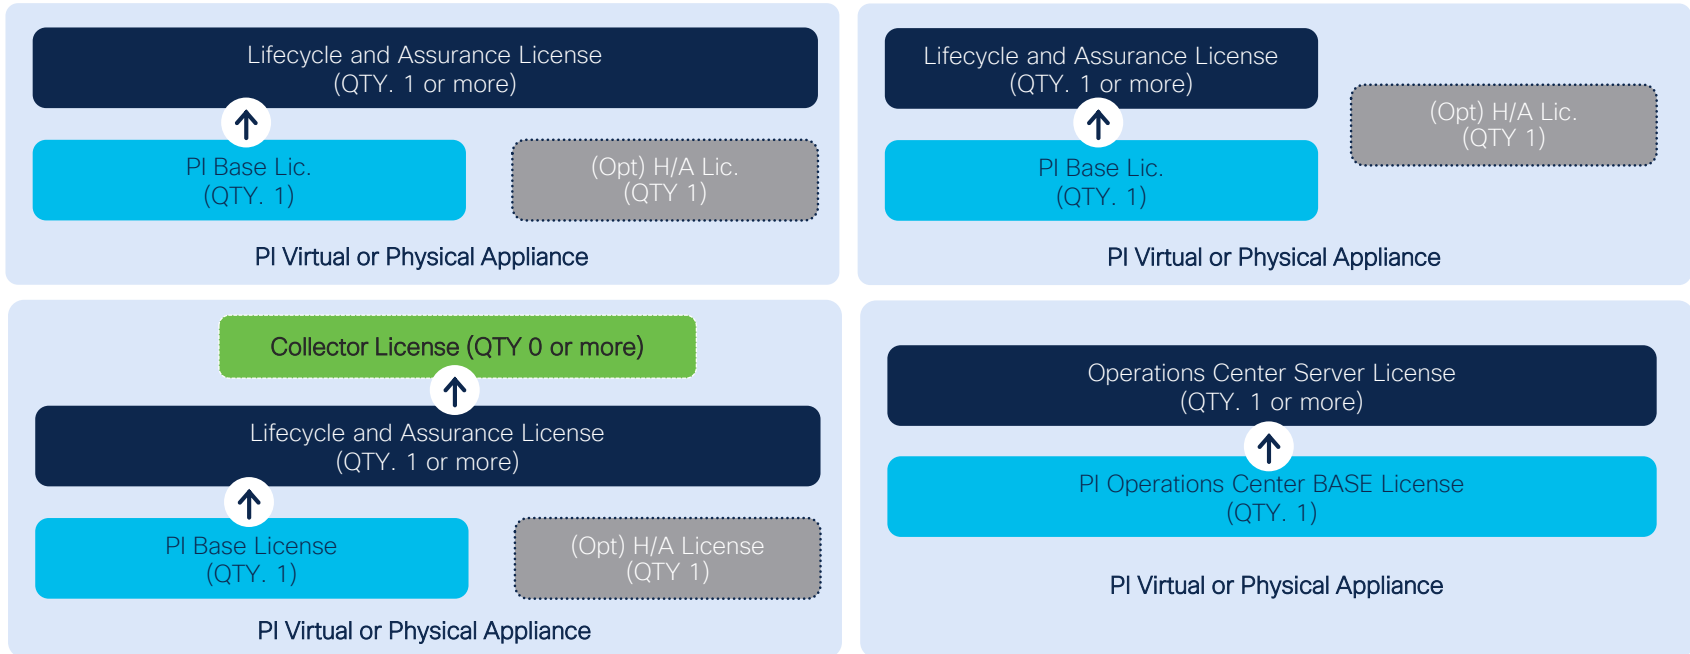 Lifecycle and Assurance License
(QTY. 1 or more)
PI Base Lic.
(QTY. 1)
(Opt) H/A Lic.
(QTY 1)
PI Virtual or Physical Appliance
Lifecycle and Assurance License
(QTY. 1 or more)
(Opt) H/A Lic.
(QTY 1)
PI Base Lic.
(QTY. 1)
PI Virtual or Physical Appliance
Collector License (QTY 0 or more)
Lifecycle and Assurance License
(QTY. 1 or more)
PI Base License
(QTY. 1)
(Opt) H/A License
(QTY 1)
PI Virtual or Physical Appliance
Operations Center Server License
(QTY. 1 or more)
PI Operations Center BASE License
(QTY. 1)
PI Virtual or Physical Appliance